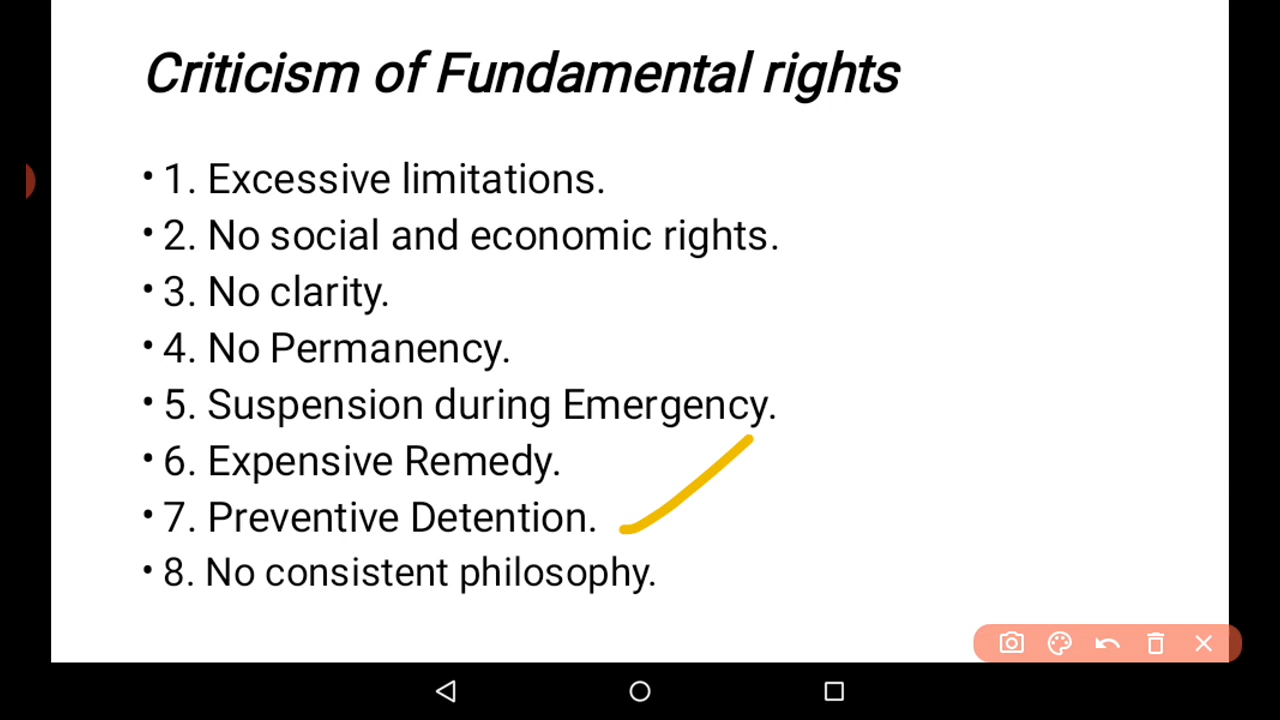 Criticism of Fundamental rights
• 1. Excessive limitations.
• 2. No social and economic rights.
• 3. No clarity.
• 4. No Permanency.
• 5. Suspension during Emergency.
• 6. Expensive Remedy.
• 7. Preventive Detention.
• 8. No consistent philosophy.